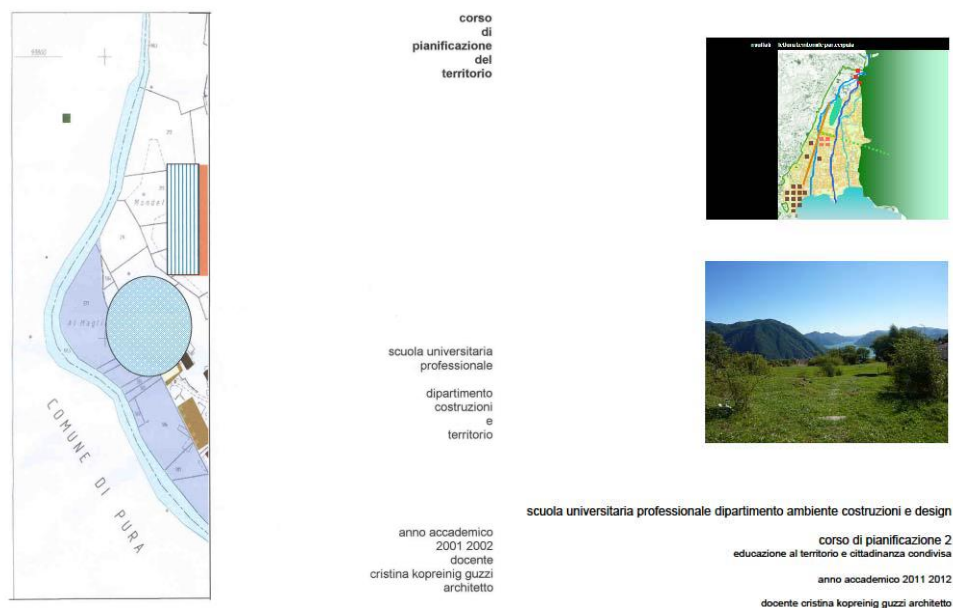 corso
di
pianificazione
del
territorio
scuola universitaria
professionale
dipartimento
costruzioni
e
territorio
anno accademico
2001 2002
docente
cristina kopreinig guzzi
architetto
COMUNE DI PURA
scuola universitaria professionale dipartimento ambiente costruzioni e design
corso di pianificazione 2
educazione al territorio e cittadinanza condivisa
anno accademico 2011 2012
docente cristina kopreinig guzzi architetto